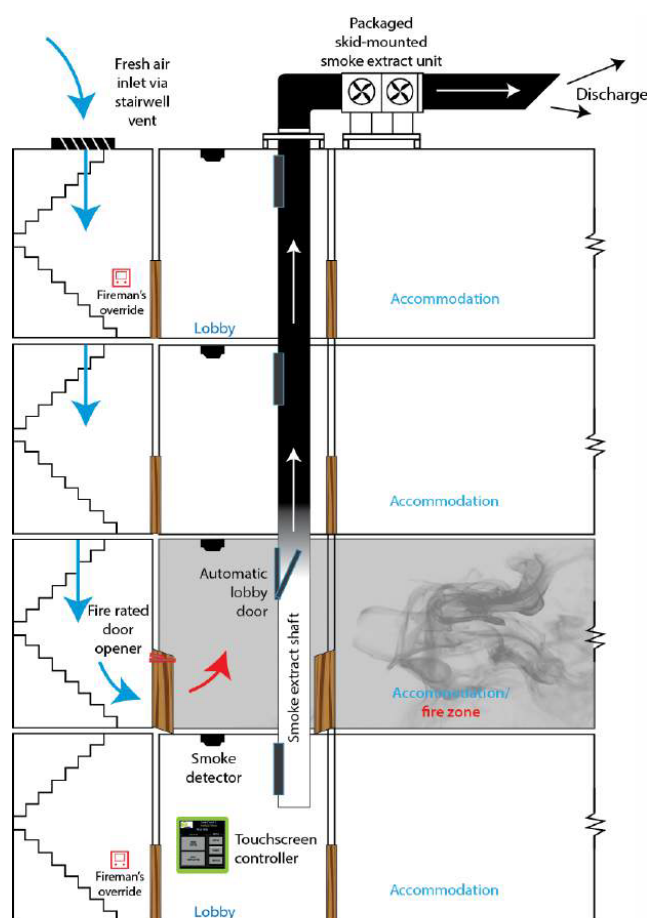 Packaged
skid-mounted
smoke extract
unit
Fresh air
inlet via
stairwell
vent
Discharge
Fireman's
override
Lobby
Accommodation
Accommodation
Automatic
lobby
door
Fire rated
door
opener
Smoke extract shaft
Accommodation/
fire zone
Smoke
detector
Touchscreen
controller
Fireman's
override
Lobby
Accommodation